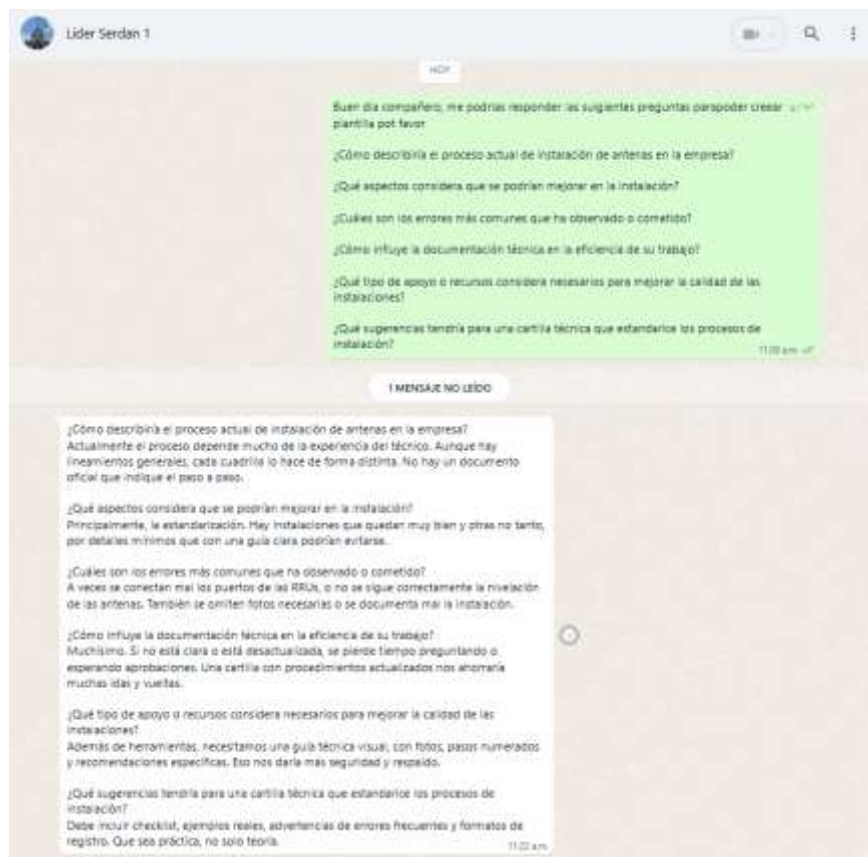 Lider Serdan 1
HOY
Buen dia compañero, me podrias responder las suigientes preguntas parapoder creear
plantilla pot favor
¿Cómo describiría el proceso actual de instalación de antenas en la empresa?
¿Qué aspectos considera que se podrían mejorar en la instalación?
¿Cuáles son los errores más comunes que ha observado o cometido?
¿Cómo influye la documentación técnica en la eficiencia de su trabajo?
¿Qué tipo de apoyo o recursos considera necesarios para mejorar la calidad de las
instalaciones?
¿Qué sugerencias tendría para una cartilla técnica que estandarice los procesos de
instalación?
1 MENSAJE NO LEÍDO
¿Cómo describiría el proceso actual de instalación de antenas en la empresa?
Actualmente el proceso depende mucho de la experiencia del técnico. Aunque hay
lineamientos generales, cada cuadrilla lo hace de forma distinta. No hay un documento
oficial que indique el paso a paso.
¿Qué aspectos considera que se podrían mejorar en la instalación?
Principalmente, la estandarización. Hay instalaciones que quedan muy bien y otras no tanto,
por detalles mínimos que con una guía clara podrían evitarse.
¿Cuáles son los errores más comunes que ha observado o cometido?
A veces se conectan mal los puertos de las RRUs, o no se sigue correctamente la nivelación
de las antenas. También se omiten fotos necesarias o se documenta mal la instalación.
¿Cómo influye la documentación técnica en la eficiencia de su trabajo?
Muchísimo. Si no está clara o está desactualizada, se pierde tiempo preguntando o
esperando aprobaciones. Una cartilla con procedimientos actualizados nos ahorraría
muchas idas y vueltas.
¿Qué tipo de apoyo o recursos considera necesarios para mejorar la calidad de las
instalaciones?
Además de herramientas, necesitamos una guía técnica visual, con fotos, pasos numerados
y recomendaciones específicas. Eso nos daría más seguridad y respaldo.
¿Qué sugerencias tendría para una cartilla técnica que estandarice los procesos de
instalación?
Debe incluir checklist, ejemplos reales, advertencias de errores frecuentes y formatos de
registro. Que sea práctica, no solo teoría.
11:22 a.m.